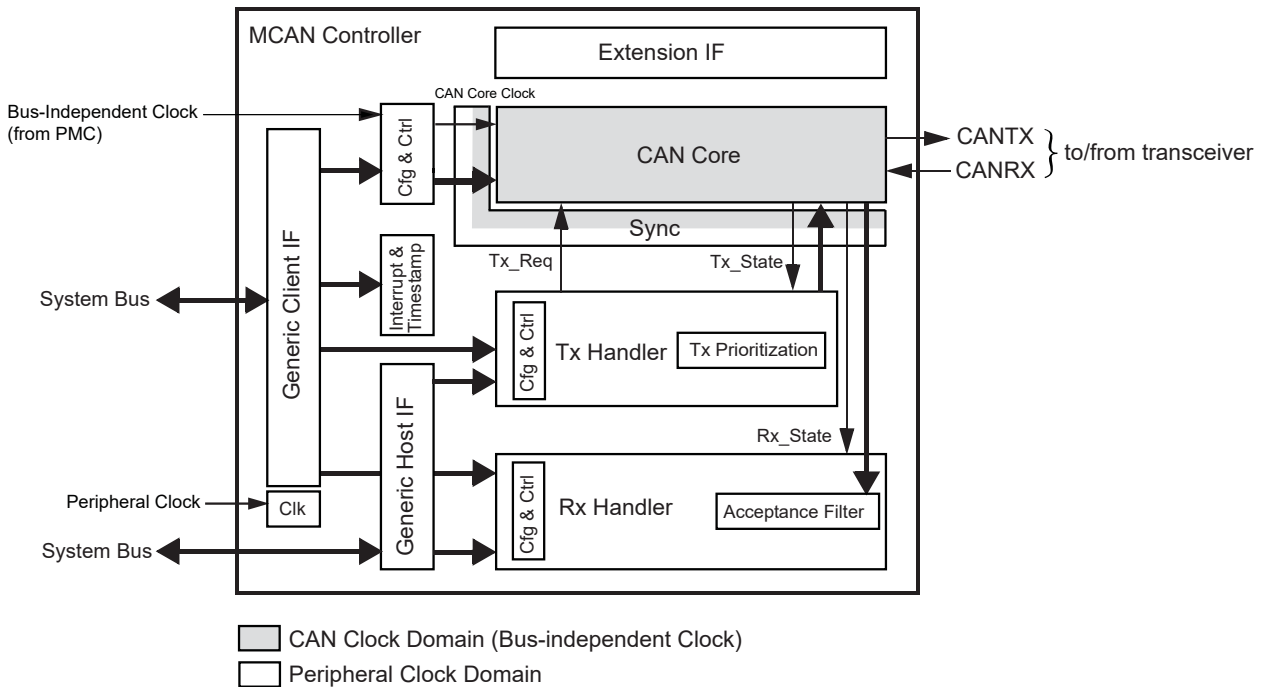 MCAN Controller
Extension IF
Bus-Independent Clock
(from PMC)
CAN Core Clock
Cfg & Ctrl
CAN Core
CANTX
CANRX
to/from transceiver
Sync
Generic Client IF
Interrupt &
Timestamp
Tx_Req
Tx_State
System Bus
Cfg & Ctrl
Tx Handler
Tx Prioritization
Generic Host IF
Rx_State
Peripheral Clock
Clk
Cfg & Ctrl
Rx Handler
Acceptance Filter
System Bus
CAN Clock Domain (Bus-independent Clock)
Peripheral Clock Domain